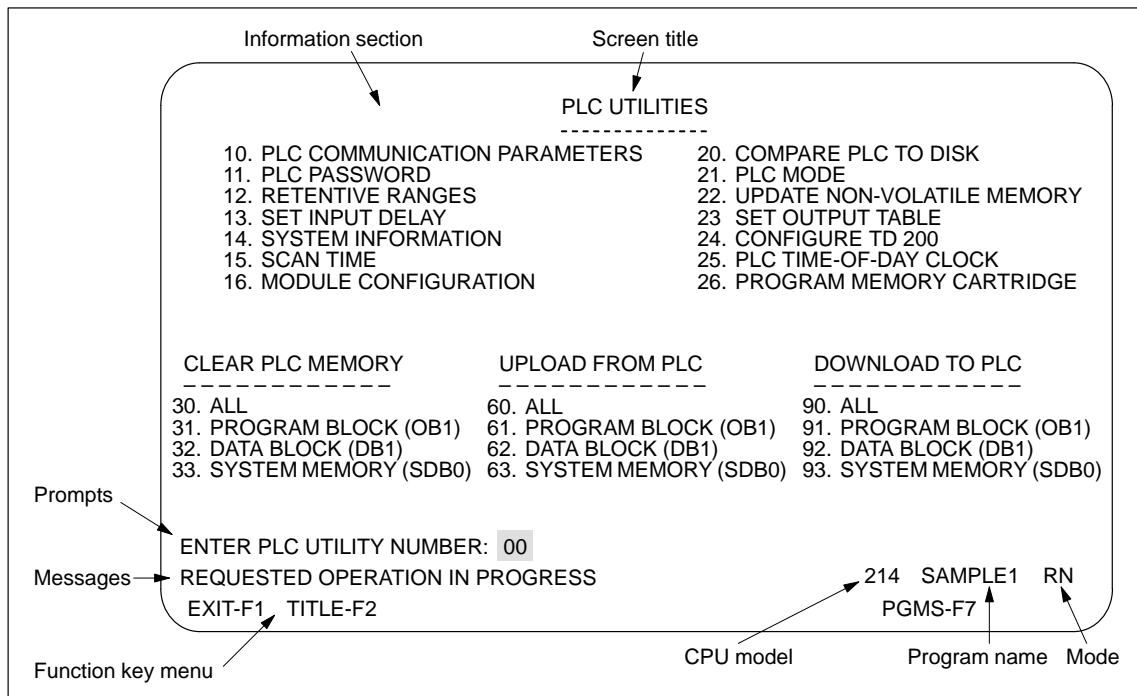 Information section
Screen title
PLC UTILITIES
10. PLC COMMUNICATION PARAMETERS
11. PLC PASSWORD
12. RETENTIVE RANGES
13. SET INPUT DELAY
14. SYSTEM INFORMATION
15. SCAN TIME
16. MODULE CONFIGURATION
20. COMPARE PLC TO DISK
21. PLC MODE
22. UPDATE NON-VOLATILE MEMORY
23 SET OUTPUT TABLE
24. CONFIGURE TD 200
25. PLC TIME-OF-DAY CLOCK
26. PROGRAM MEMORY CARTRIDGE
CLEAR PLC MEMORY
30. ALL
31. PROGRAM BLOCK (OB1)
32. DATA BLOCK (DB1)
33. SYSTEM MEMORY (SDB0)
UPLOAD FROM PLC
60. ALL
61. PROGRAM BLOCK (OB1)
62. DATA BLOCK (DB1)
63. SYSTEM MEMORY (SDB0)
DOWNLOAD TO PLC
90. ALL
91. PROGRAM BLOCK (OB1)
92. DATA BLOCK (DB1)
93. SYSTEM MEMORY (SDB0)
Prompts
ENTER PLC UTILITY NUMBER: 00
Messages
REQUESTED OPERATION IN PROGRESS
214 SAMPLE1 RN
EXIT-F1 TITLE-F2
PGMS-F7
Function key menu
CPU model
Program name
Mode